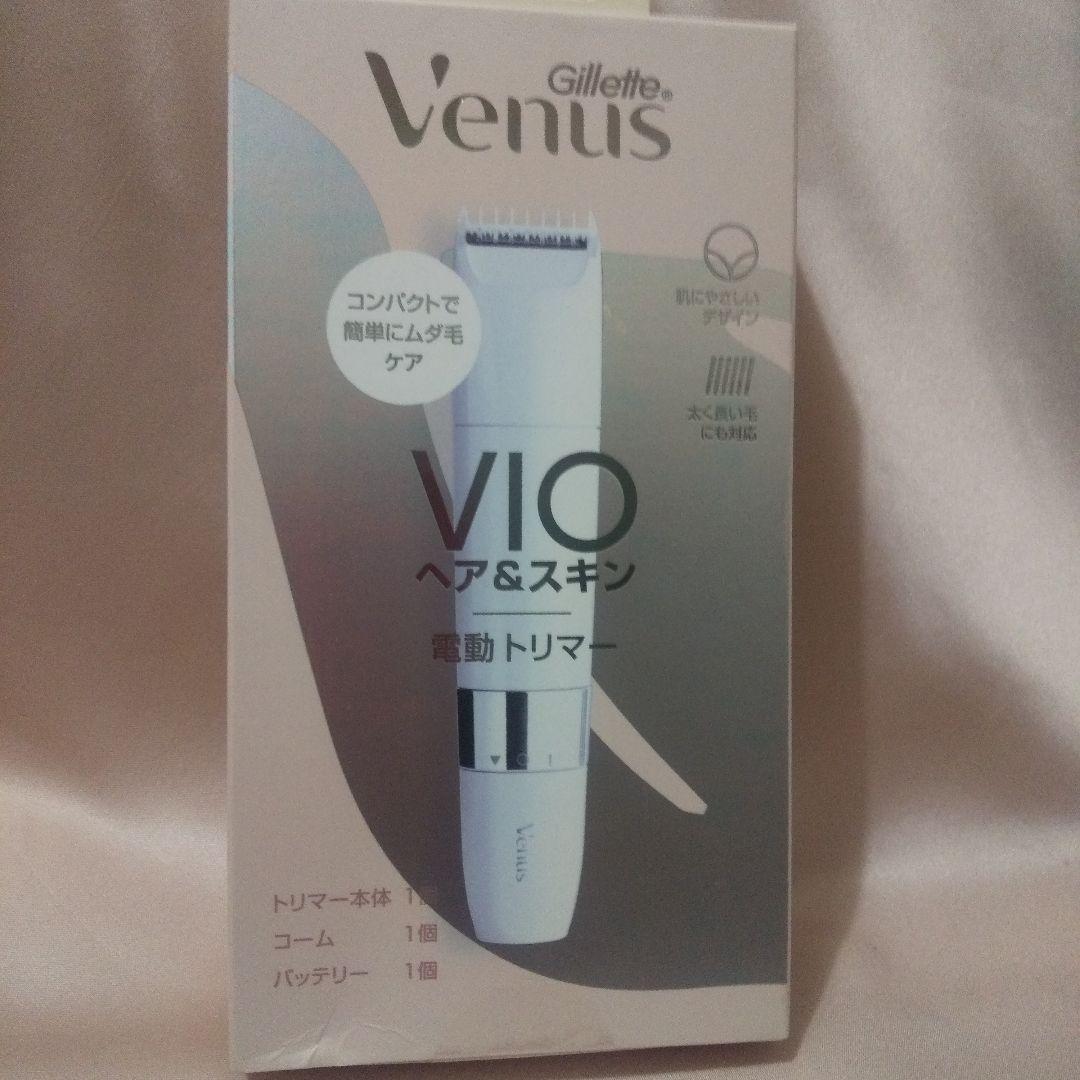 Gillette®
Venus
コンパクトで
簡単にムダ毛
ケア
肌にやさしい
デザイン
太く長い毛
にも対応
VIO
ヘア&スキン
電動トリマー
Venus
トリマー本体 1個
コーム 1個
バッテリー 1個